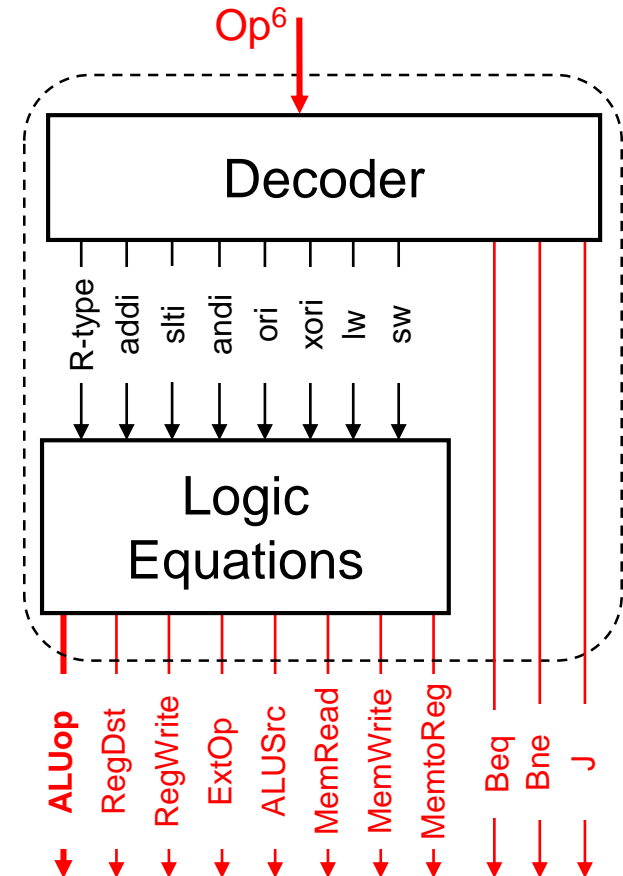 Op⁶
Decoder
R-type
addi
slti
andi
ori
xori
lw
sw
Logic
Equations
ALUop
RegDst
RegWrite
ExtOp
ALUSrc
MemRead
MemWrite
MemtoReg
Beq
Bne
J